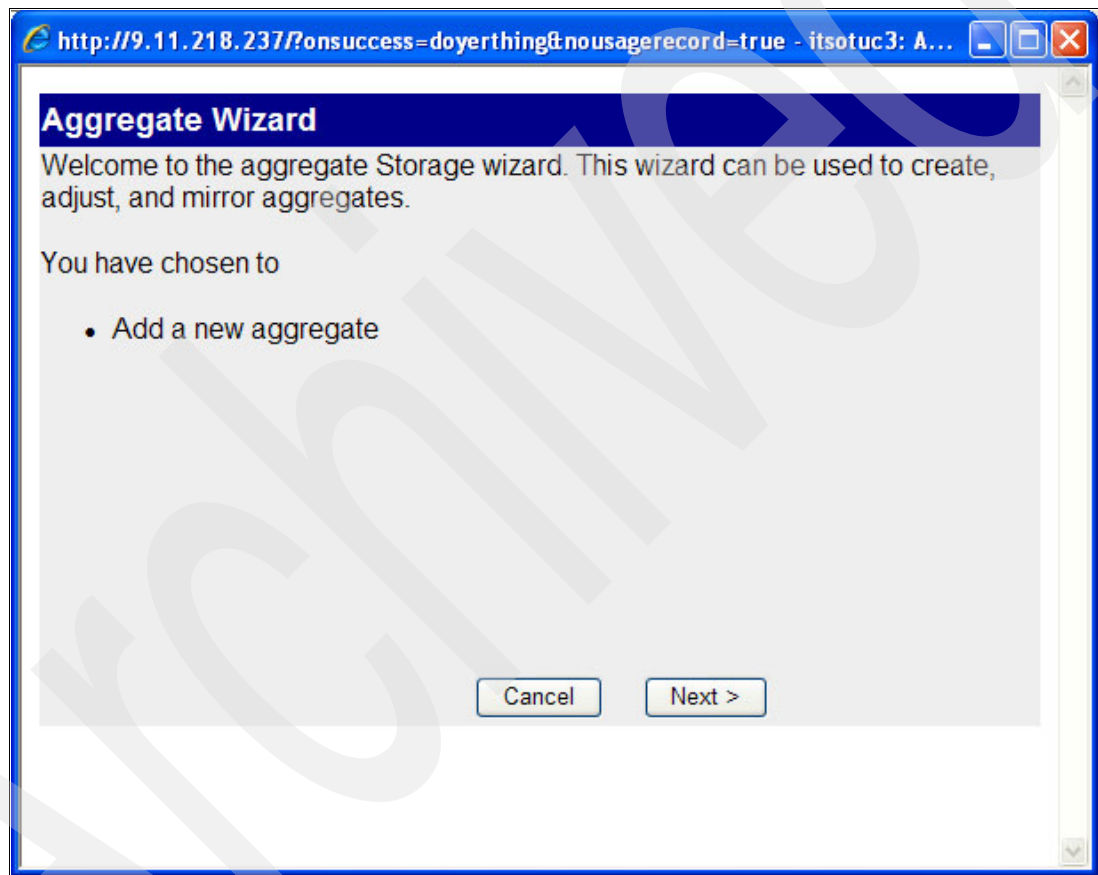 http://9.11.218.237/?onsuccess=doyerthing&nousagerecord=true - itsotuc3: A...
Aggregate Wizard
Welcome to the aggregate Storage wizard. This wizard can be used to create,
adjust, and mirror aggregates.
You have chosen to
• Add a new aggregate
Cancel
Next >
Archived